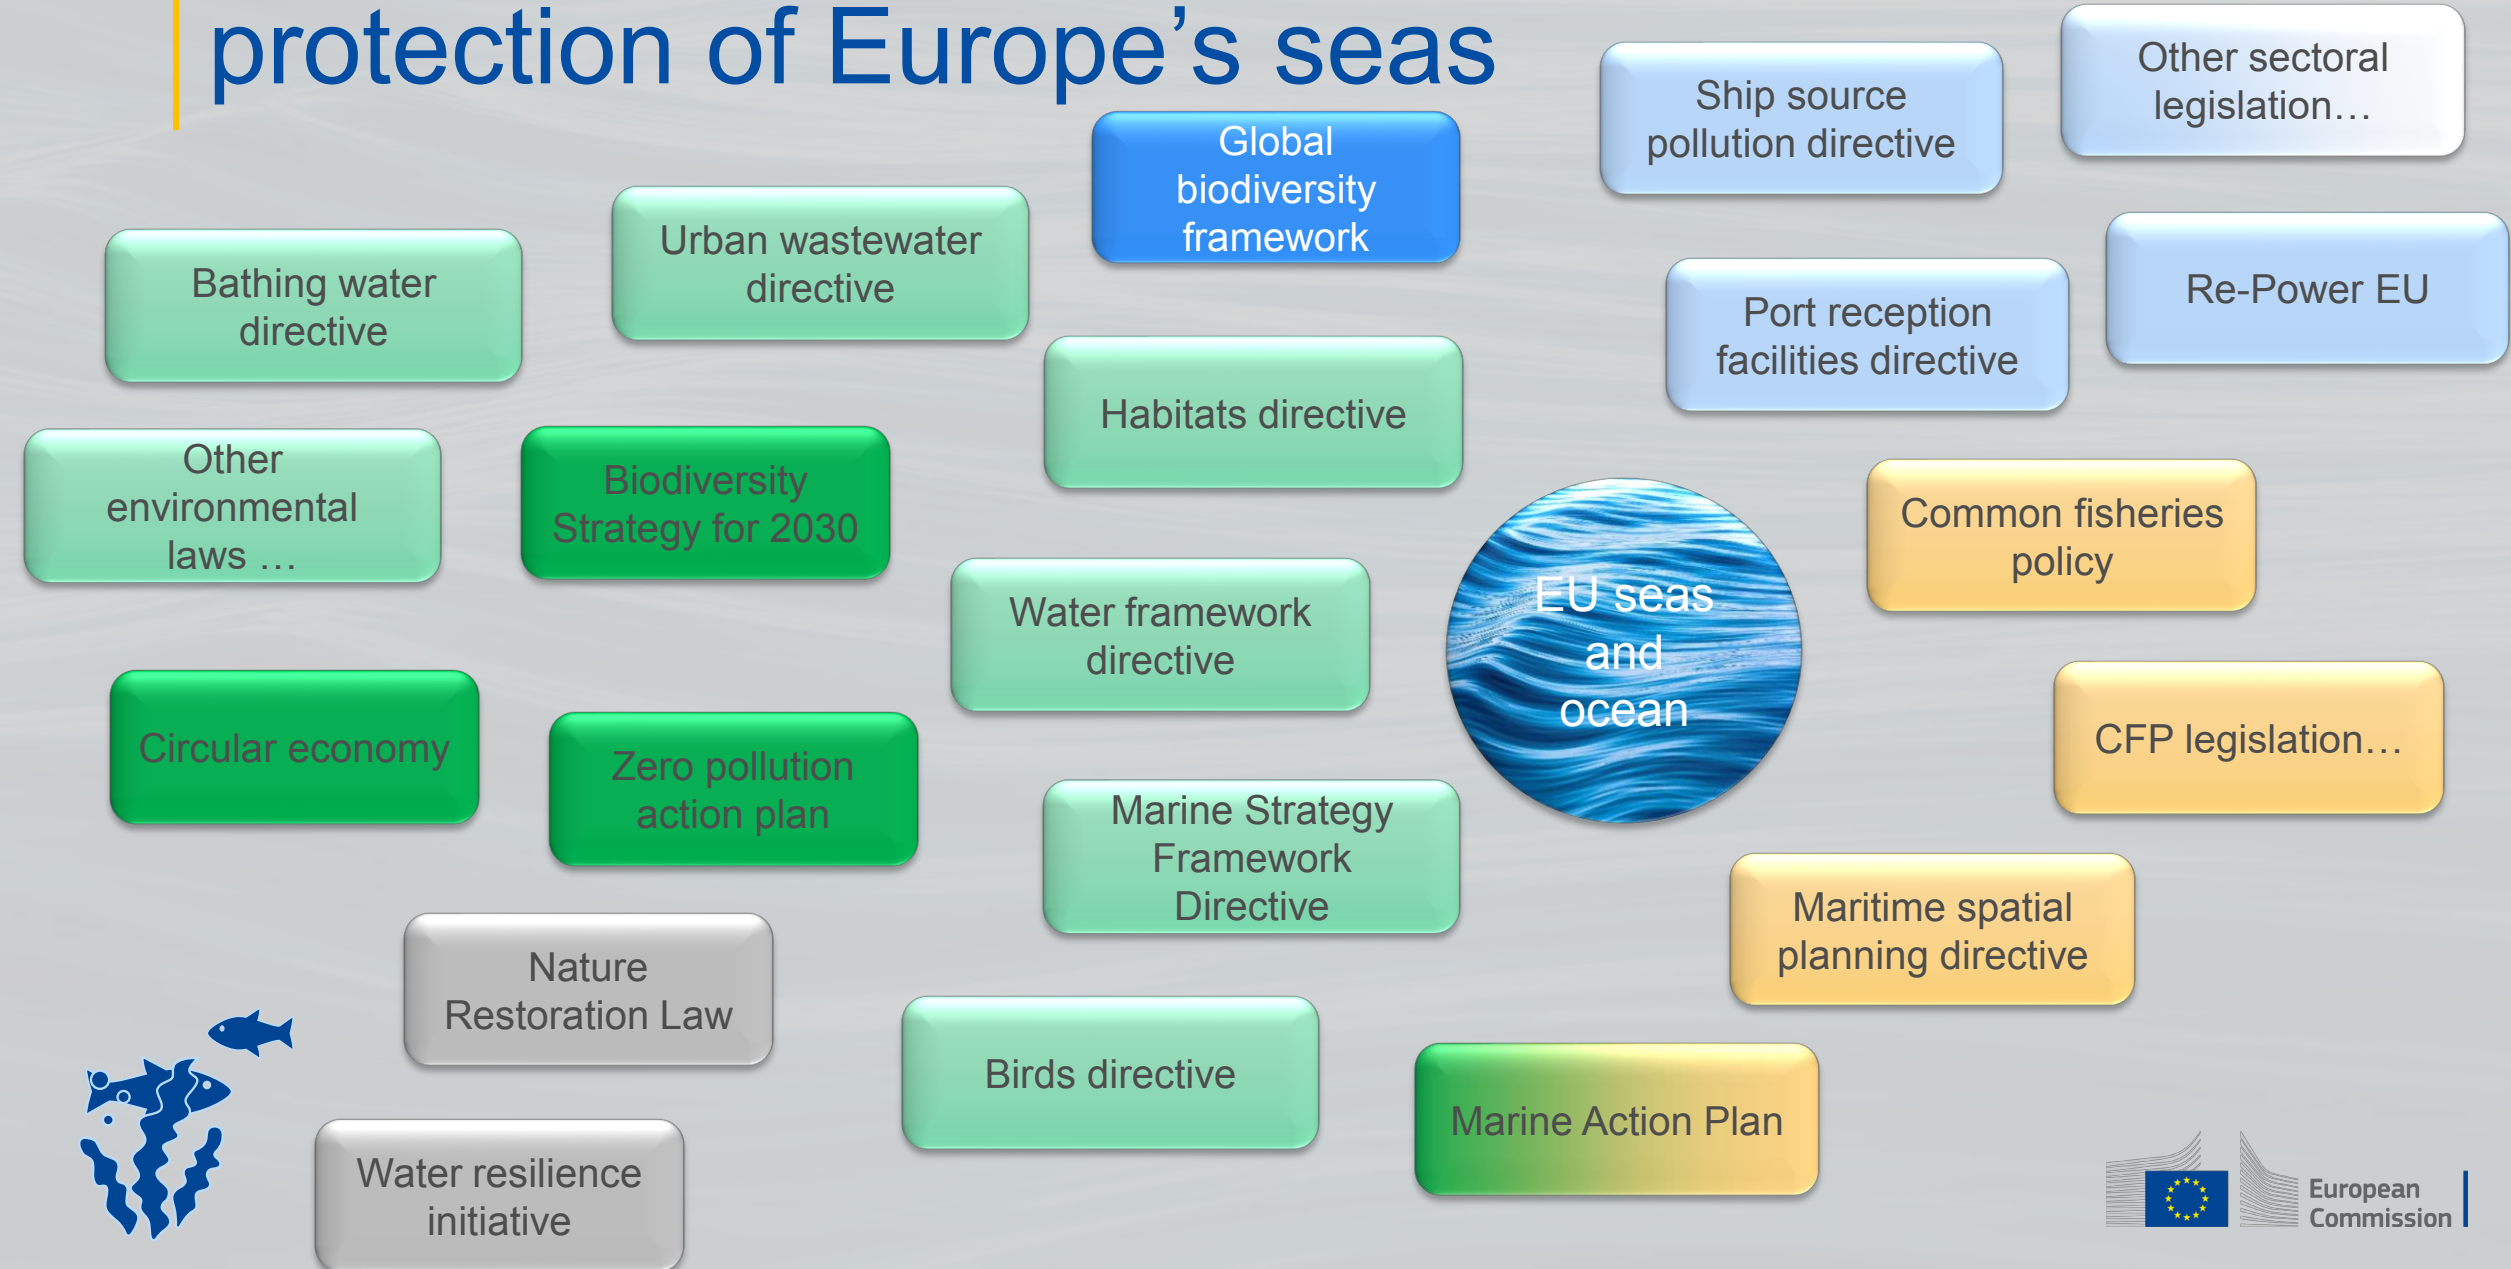 protection of Europe’s seas
Other sectoral
legislation…
Ship source
pollution directive
Global
biodiversity
framework
Urban wastewater
directive
Bathing water
directive
Re-Power EU
Port reception
facilities directive
Habitats directive
Other
environmental
laws …
Biodiversity
Strategy for 2030
Common fisheries
policy
EU seas
and
ocean
Water framework
directive
Circular economy
Zero pollution
action plan
CFP legislation…
Marine Strategy
Framework
Directive
Maritime spatial
planning directive
Nature
Restoration Law
Birds directive
Marine Action Plan
Water resilience
initiative
European
Commission